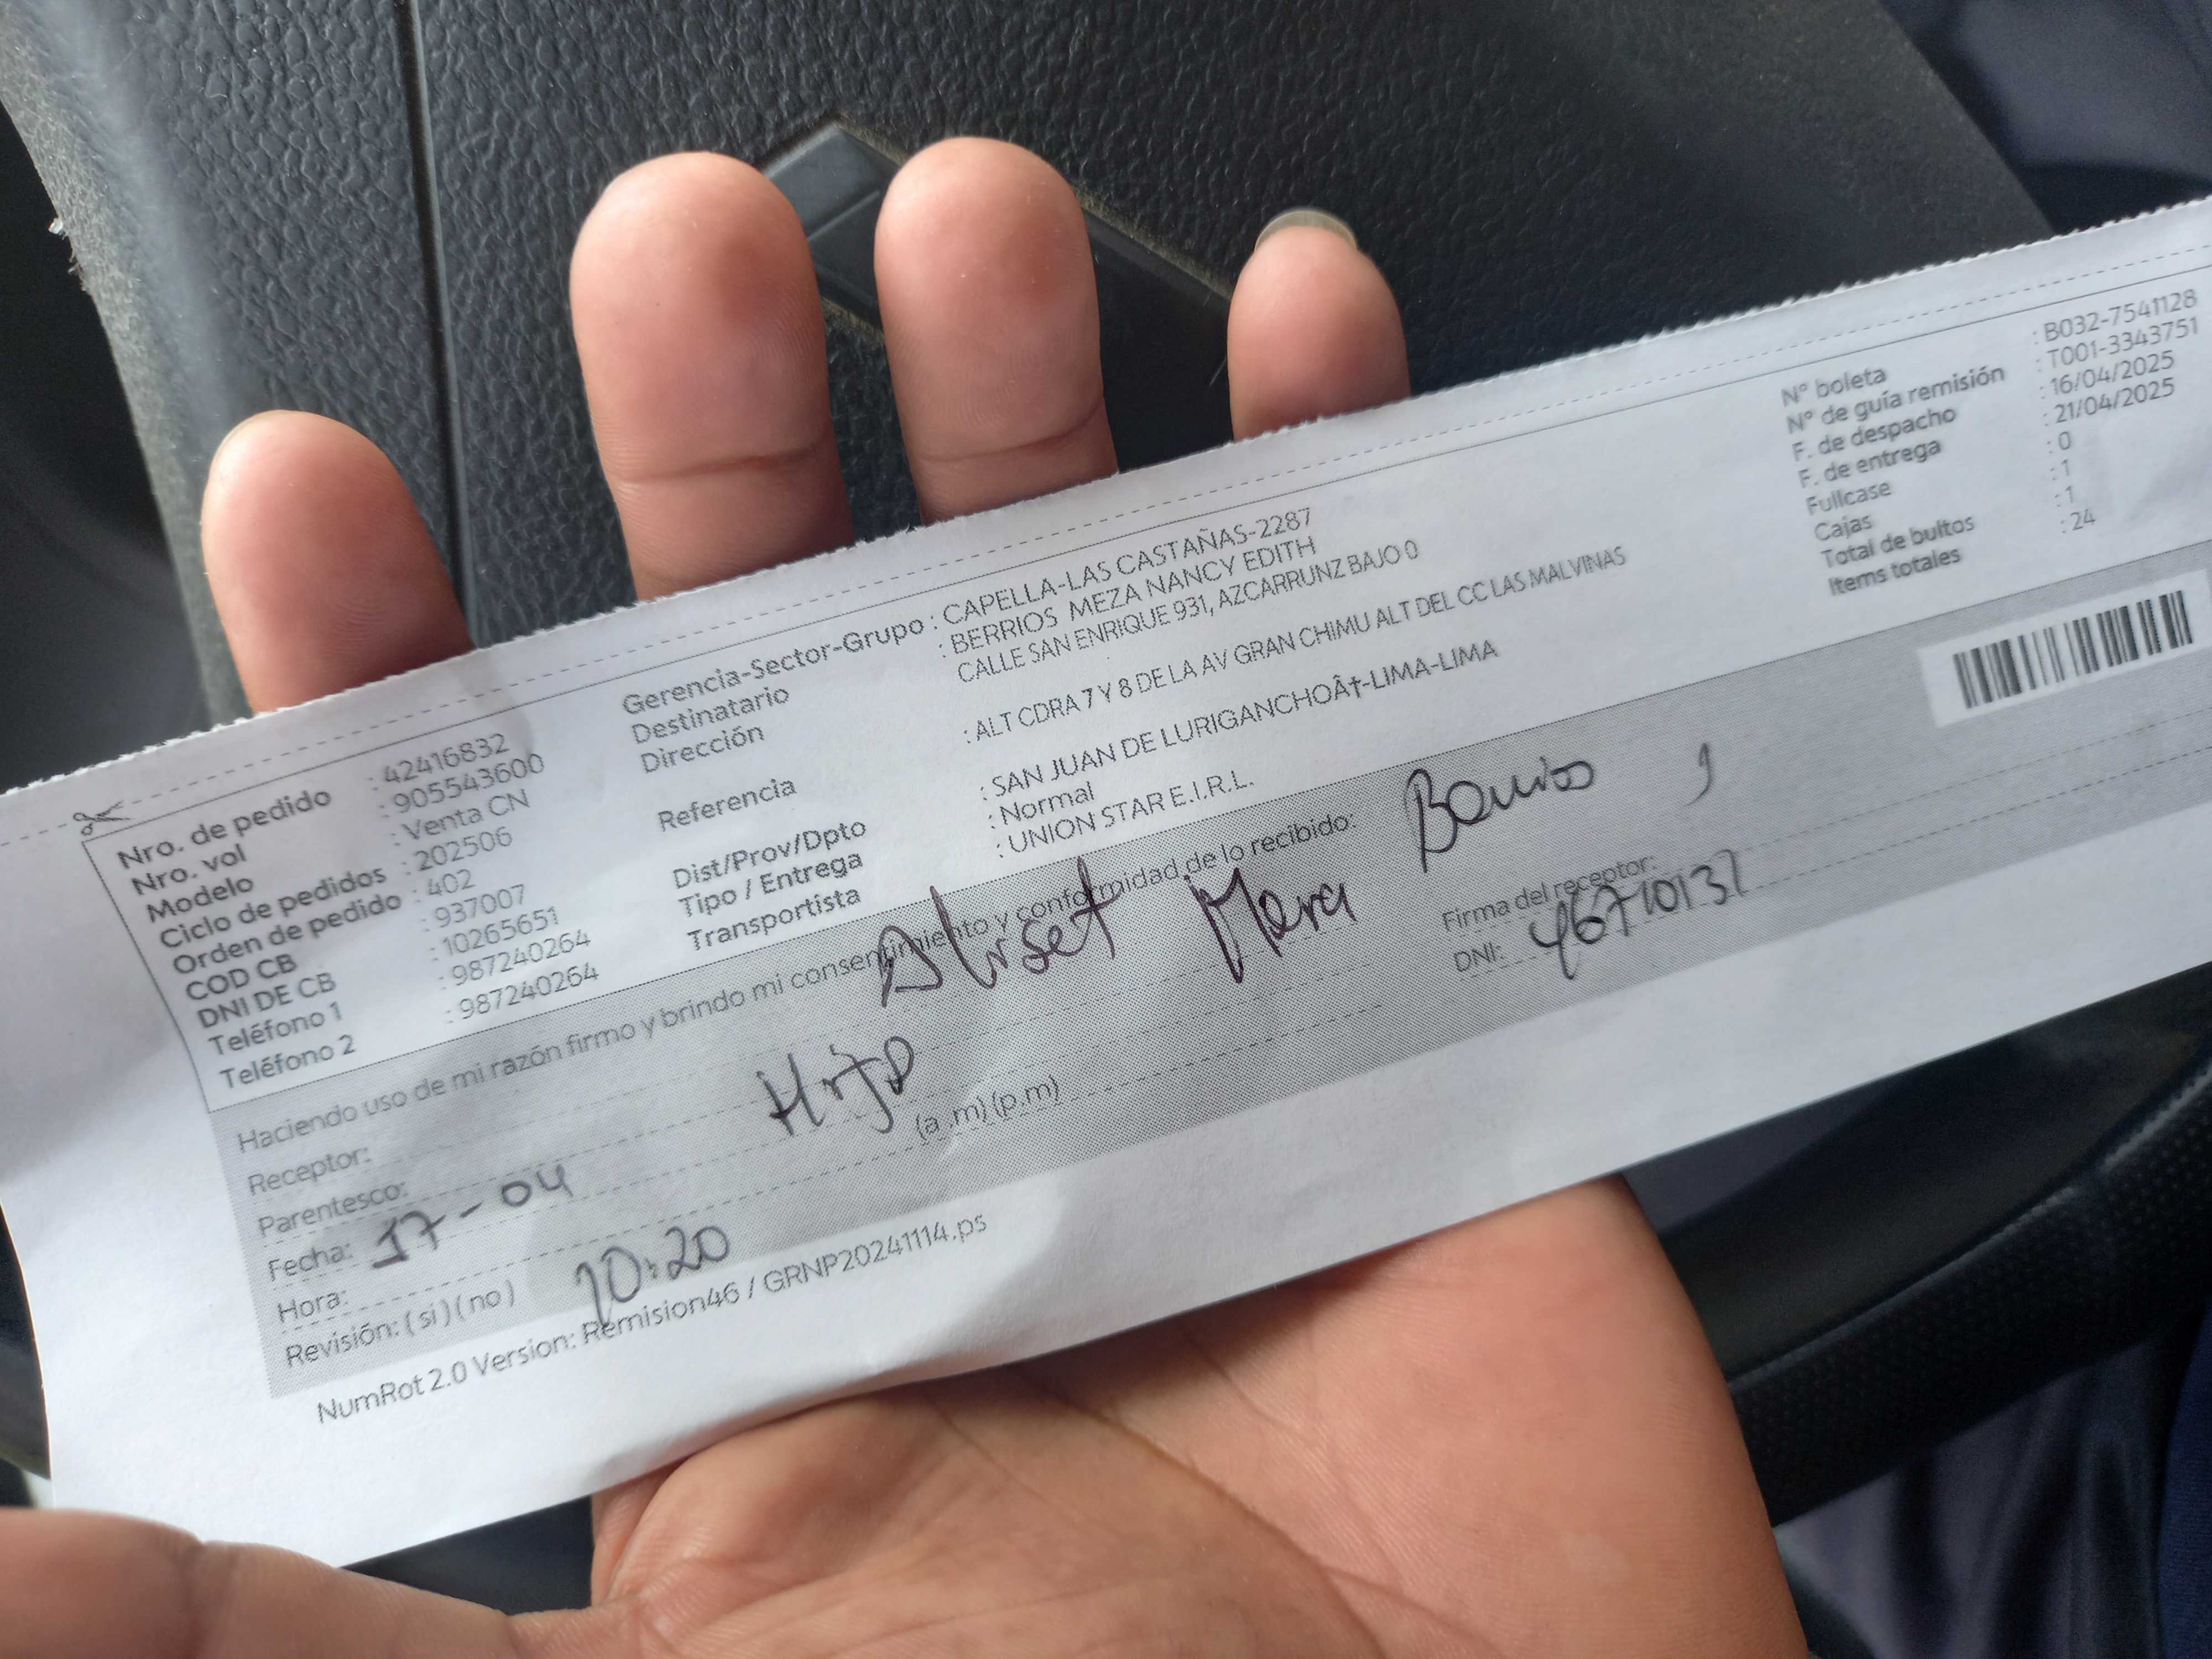 Nro. de pedido : 42416832
Nro. vol : 905543600
Modelo : Venta CN
Ciclo de pedidos : 202506
Orden de pedido : 402
COD CB : 937007
DNI DE CB : 10265651
Teléfono 1 : 987240264
Teléfono 2 : 987240264
Gerencia-Sector-Grupo : CAPELLA-LAS CASTAÑAS-2287
Destinatario : BERRIOS MEZA NANCY EDITH
Dirección : CALLE SAN ENRIQUE 931, AZCARRUNZ BAJO 0
Referencia : ALT CDRA 7 Y 8 DE LA AV GRAN CHIMU ALT DEL CC LAS MALVINAS
Dist/Prov/Dpto : SAN JUAN DE LURIGANCHOÂ†-LIMA-LIMA
Tipo / Entrega : Normal
Transportista : UNION STAR E.I.R.L.
N° boleta : B032-7541128
N° de guía remisión : T001-3343751
F. de despacho : 16/04/2025
F. de entrega : 21/04/2025
Fullcase : 0
Cajas : 1
Total de bultos : 1
Items totales : 24
Haciendo uso de mi razón firmo y brindo mi consentimiento y conformidad de lo recibido:
Receptor:
Parentesco: Hijo
Fecha: 17-04
Hora: 10:20 (a .m) (p.m)
Revisión: ( si ) ( no )
Firma del receptor:
DNI:
NumRot 2.0 Version: Remision46 / GRNP20241114.ps